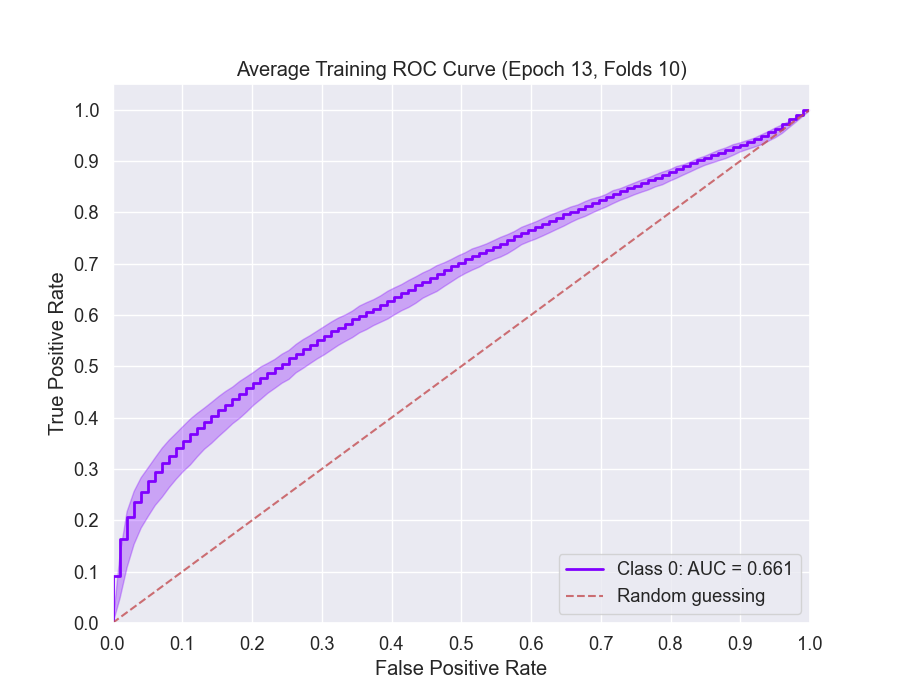 Average Training ROC Curve (Epoch 13, Folds 10)
True Positive Rate
1.0
0.9
0.8
0.7
0.6
0.5
0.4
0.3
0.2
0.1
0.0
Class 0: AUC = 0.661
Random guessing
0.0 0.1 0.2 0.3 0.4 0.5 0.6 0.7 0.8 0.9 1.0
False Positive Rate